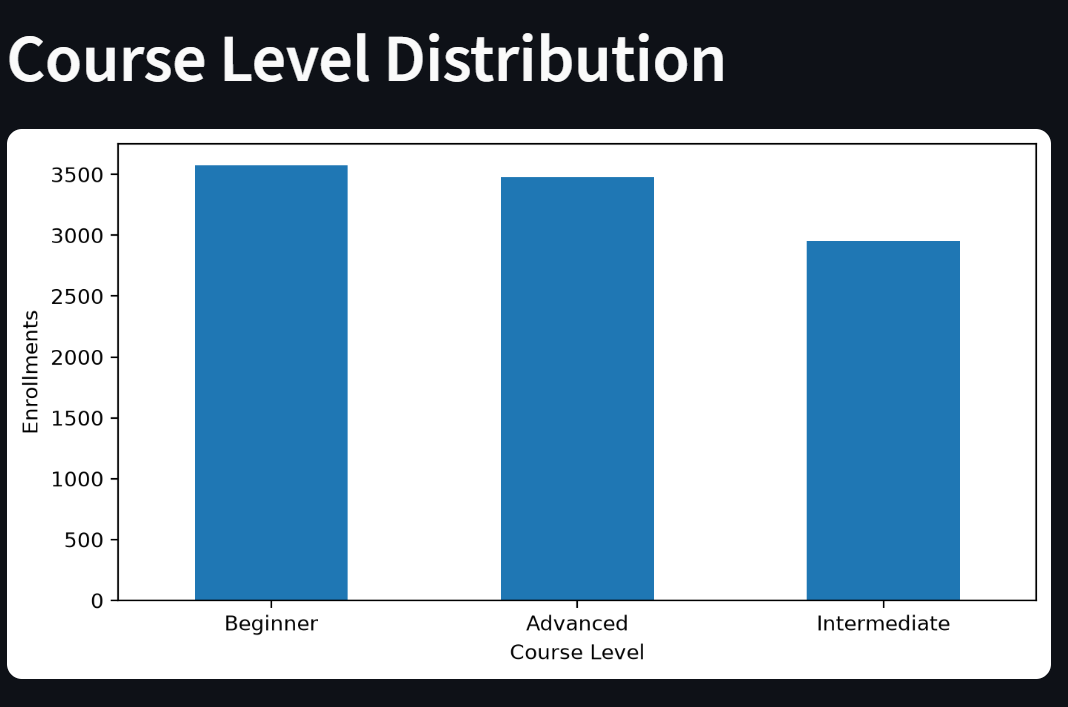 Course Level Distribution
3500
3000
2500
2000
1500
1000
500
0
Enrollments
Beginner Advanced Intermediate
Course Level